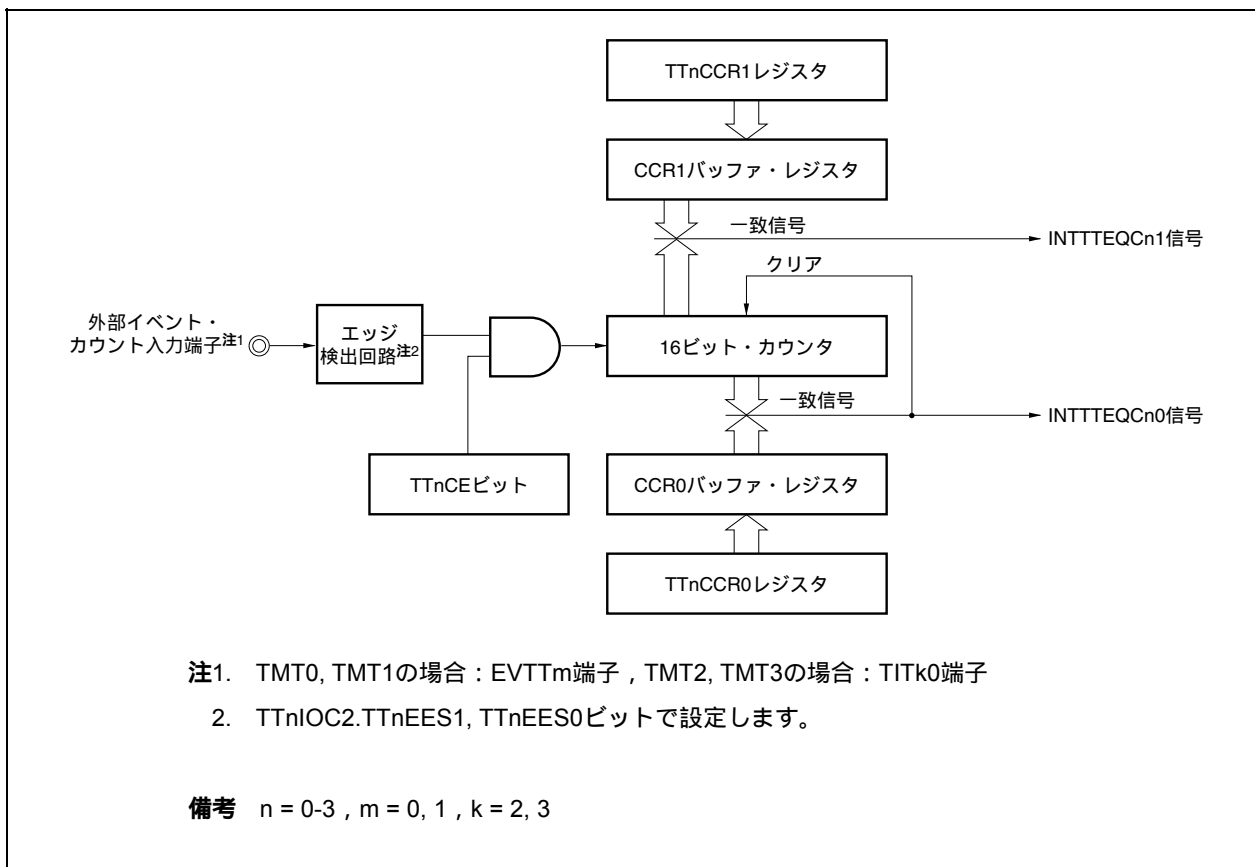 TTnCCR1レジスタ
CCR1バッファ・レジスタ
一致信号
INTTTEQCn1信号
クリア
外部イベント・
カウント入力端子注1
エッジ
検出回路注2
16ビット・カウンタ
一致信号
INTTTEQCn0信号
TTnCEビット
CCR0バッファ・レジスタ
TTnCCR0レジスタ
注1. TMT0, TMT1の場合:EVTTm端子,TMT2, TMT3の場合:TITk0端子
2. TTnIOC2.TTnEES1, TTnEES0ビットで設定します。
備考 n = 0-3,m = 0, 1,k = 2, 3